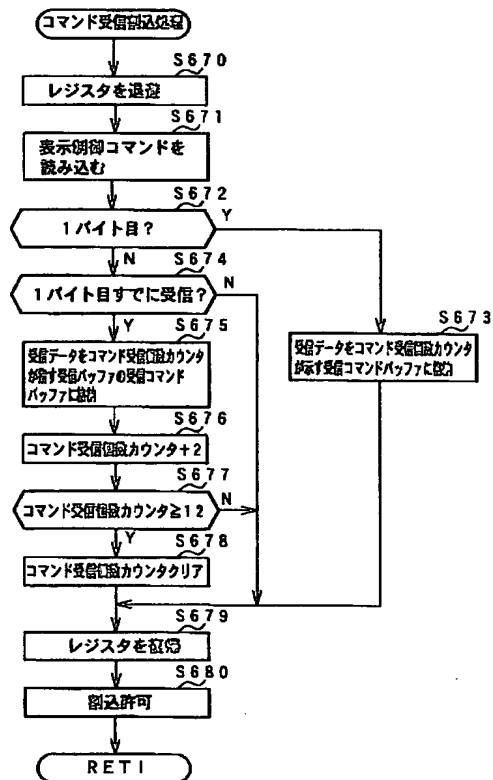 コマンド受信割込処理
S670
レジスタを退避
S671
表示制御コマンドを
読み込む
S672
1バイト目?
Y
N
S674
1バイト目すでに受信?
N
Y
S675
受信データをコマンド受信個数カウンタ
が指す受信バッファの受信コマンド
バッファに格納
S673
受信データをコマンド受信個数カウンタ
が示す受信コマンドバッファに格納
S676
コマンド受信個数カウンタ+2
S677
コマンド受信個数カウンタ≧12
N
Y
S678
コマンド受信個数カウンタクリア
S679
レジスタを復帰
S680
割込許可
RETI